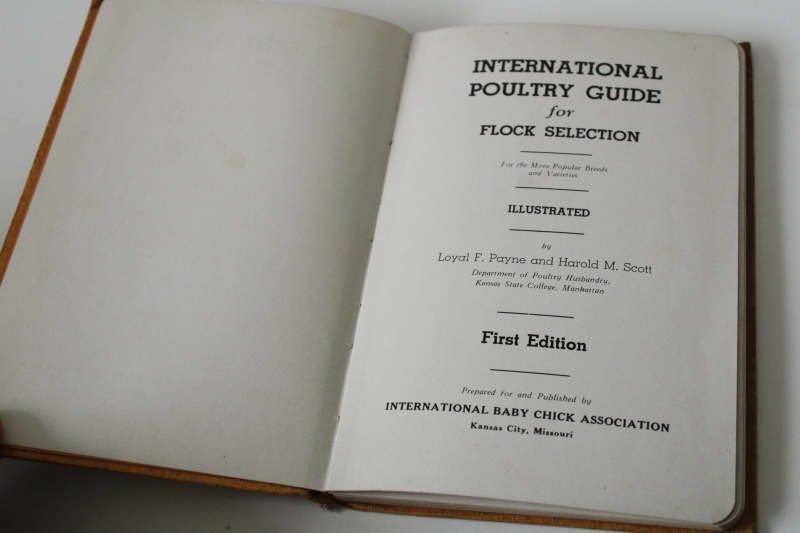 INTERNATIONAL
POULTRY GUIDE
for
FLOCK SELECTION
For the More Popular Breeds
and Varieties
ILLUSTRATED
by
Loyal F. Payne and Harold M. Scott
Department of Poultry Husbandry,
Kansas State College, Manhattan
First Edition
Prepared for and Published by
INTERNATIONAL BABY CHICK ASSOCIATION
Kansas City, Missouri